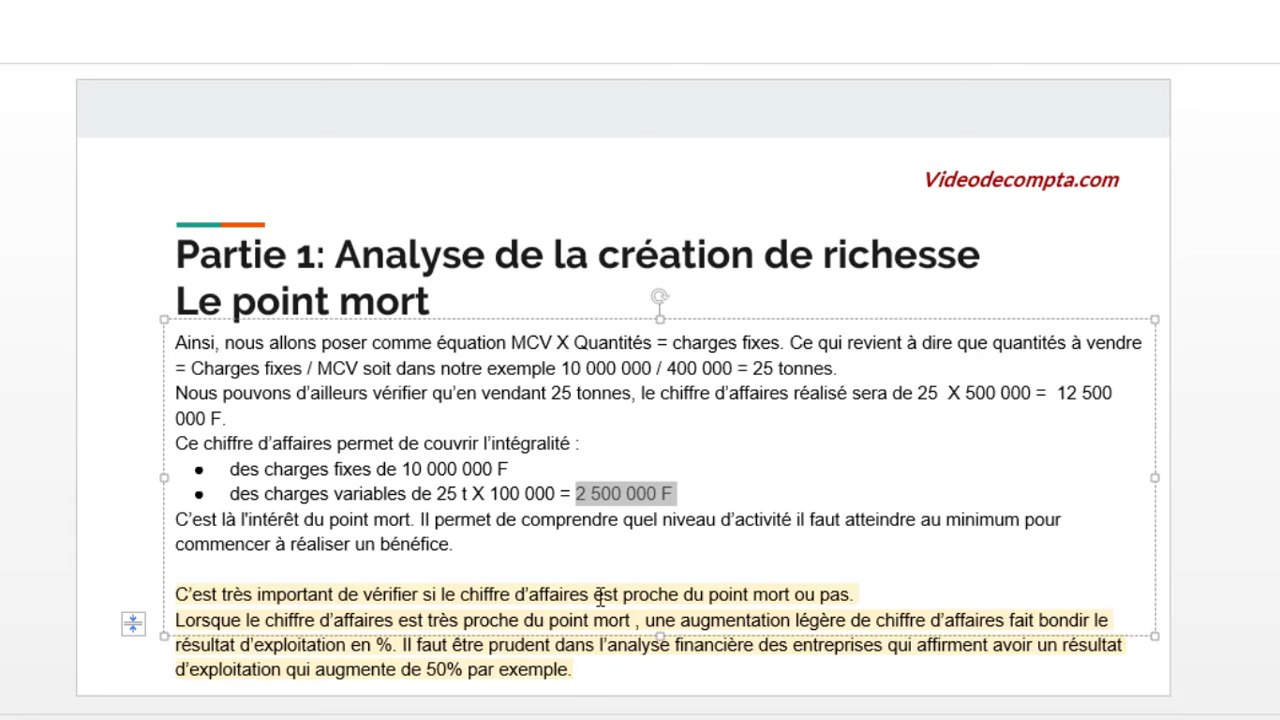 Videodecompta.com
Partie 1: Analyse de la création de richesse
Le point mort
Ainsi, nous allons poser comme équation MCV X Quantités = charges fixes. Ce qui revient à dire que quantités à vendre
= Charges fixes / MCV soit dans notre exemple 10 000 000 / 400 000 = 25 tonnes.
Nous pouvons d’ailleurs vérifier qu’en vendant 25 tonnes, le chiffre d’affaires réalisé sera de 25  X 500 000 =  12 500
000 F.
Ce chiffre d’affaires permet de couvrir l’intégralité :
● des charges fixes de 10 000 000 F
● des charges variables de 25 t X 100 000 = 2 500 000 F
C’est là l'intérêt du point mort. Il permet de comprendre quel niveau d’activité il faut atteindre au minimum pour
commencer à réaliser un bénéfice.
C’est très important de vérifier si le chiffre d’affaires est proche du point mort ou pas.
Lorsque le chiffre d’affaires est très proche du point mort , une augmentation légère de chiffre d’affaires fait bondir le
résultat d’exploitation en %. Il faut être prudent dans l’analyse financière des entreprises qui affirment avoir un résultat
d’exploitation qui augmente de 50% par exemple.